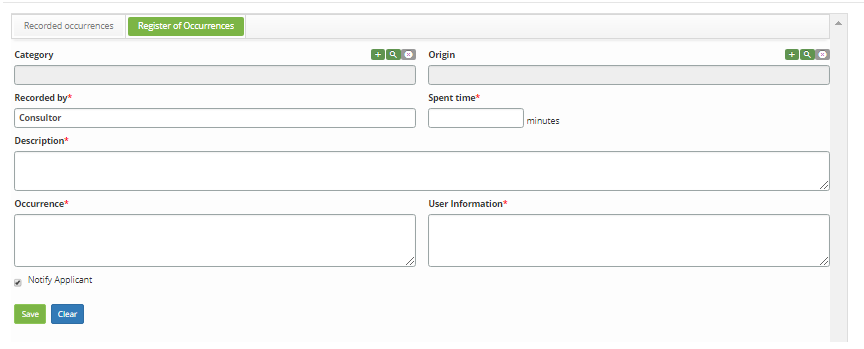 Recorded occurrences Register of Occurrences
Category Origin
Recorded by* Spent time*
Consultor minutes
Description*
Occurrence* User Information*
Notify Applicant
Save Clear